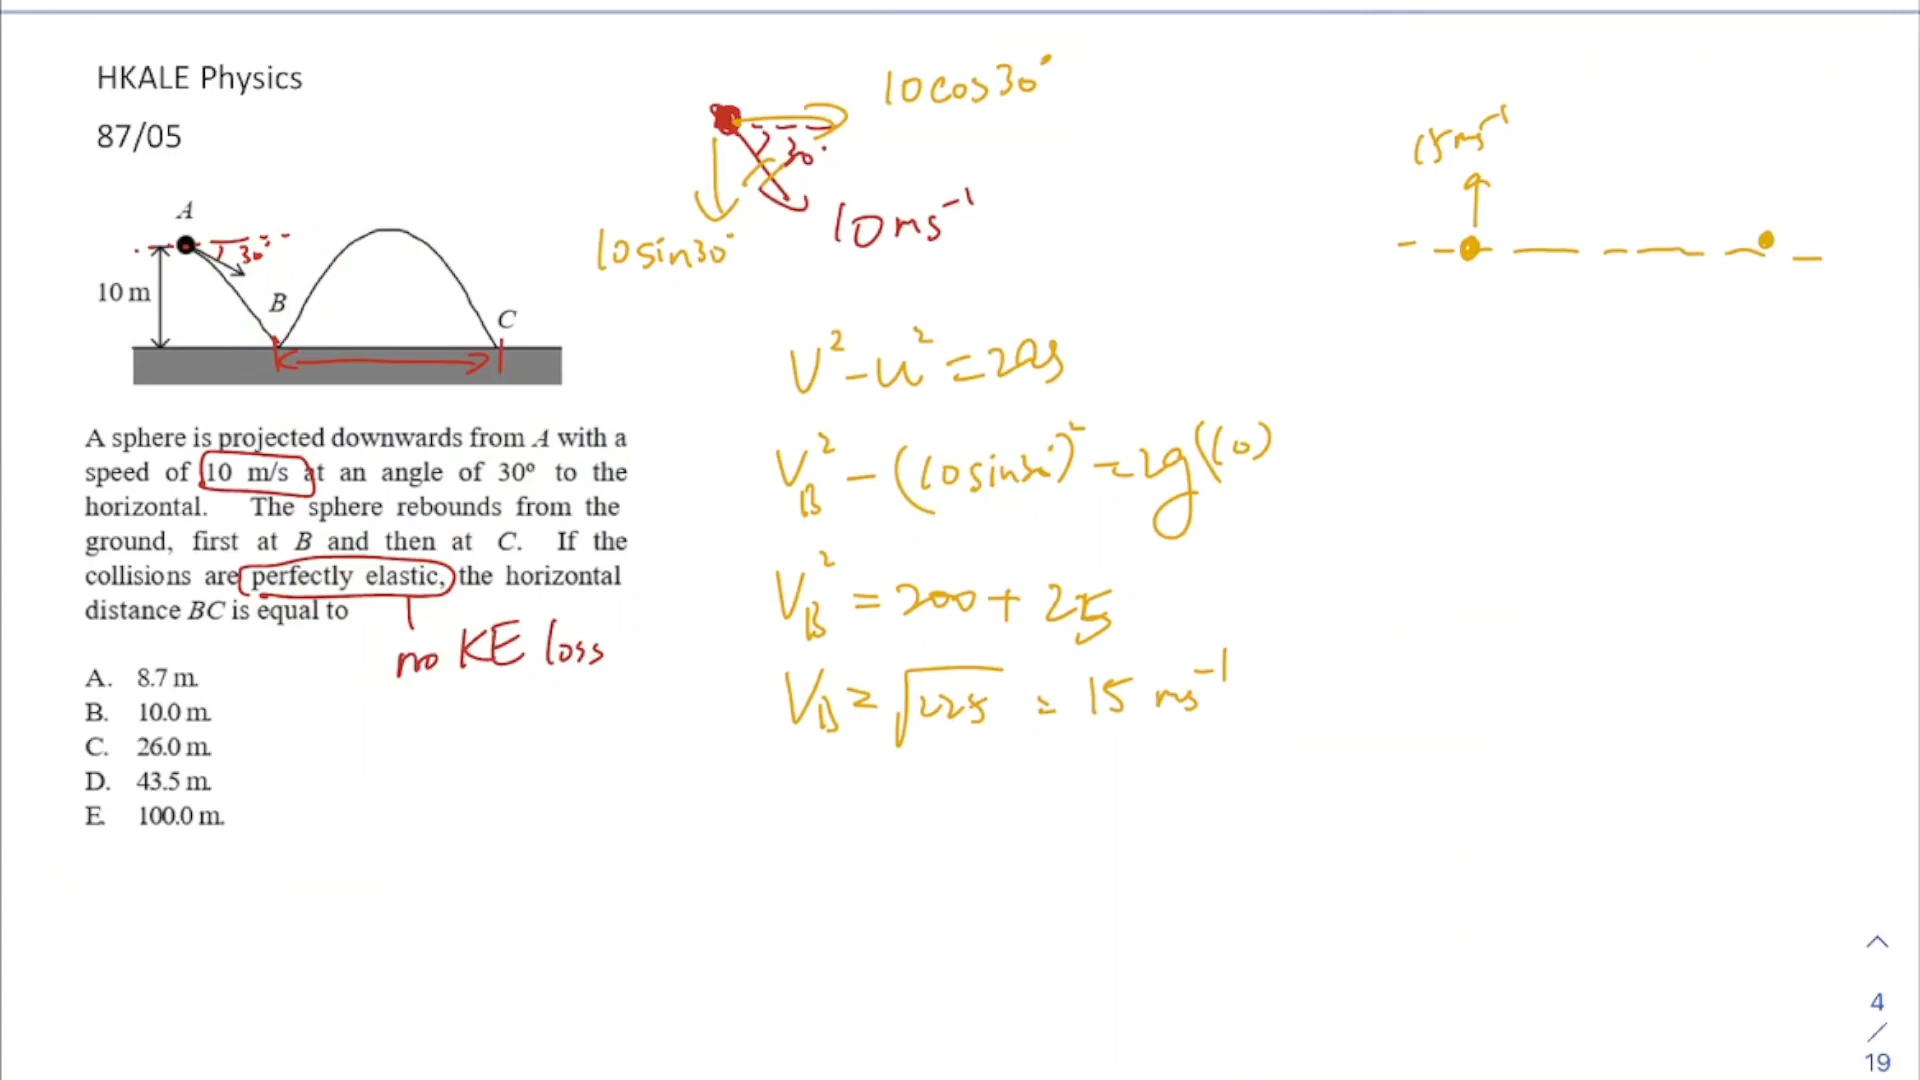 HKALE Physics
87/05
A
30°
10 m
B
C
A sphere is projected downwards from A with a
speed of 10 m/s at an angle of 30º to the
horizontal. The sphere rebounds from the
ground, first at B and then at C. If the
collisions are perfectly elastic, the horizontal
distance BC is equal to
no KE loss
A. 8.7 m
B. 10.0 m
C. 26.0 m
D. 43.5 m
E. 100.0 m
10cos30°
30°
10ms⁻¹
10sin30°
V² - u² = 2as
V_B² - (10sin30°)² = 2g(10)
V_B² = 200 + 25
V_B = √225 = 15 ms⁻¹
15ms⁻¹
4
/
19